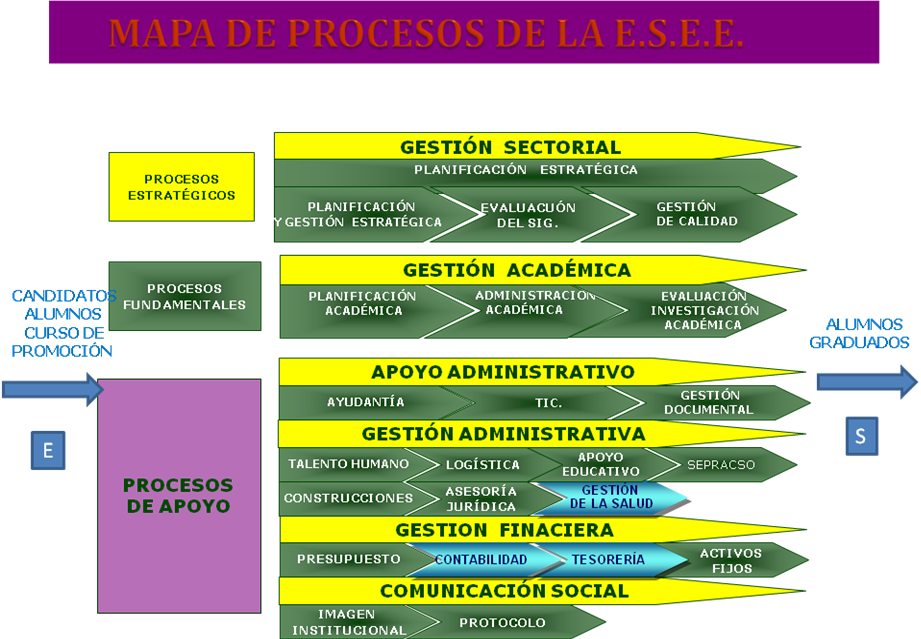 MAPA DE PROCESOS DE LA E.S.E.E.
GESTIÓN SECTORIAL
PLANIFICACIÓN ESTRATÉGICA
PROCESOS
ESTRATÉGICOS
PLANIFICACIÓN
Y GESTIÓN ESTRATÉGICA
EVALUACUÓN
DEL SIG.
GESTIÓN
DE CALIDAD
GESTIÓN ACADÉMICA
PROCESOS
FUNDAMENTALES
PLANIFICACIÓN
ACADÉMICA
ADMINISTRACIÓN
ACADÉMICA
EVALUACIÓN
INVESTIGACIÓN
ACADÉMICA
CANDIDATOS
ALUMNOS
CURSO DE
PROMOCIÓN
ALUMNOS
GRADUADOS
E
S
PROCESOS
DE APOYO
APOYO ADMINISTRATIVO
AYUDANTÍA
TIC.
GESTIÓN
DOCUMENTAL
GESTIÓN ADMINISTRATIVA
TALENTO HUMANO
LOGÍSTICA
APOYO
EDUCATIVO
SEPRACSO
CONSTRUCCIONES
ASESORÍA
JURÍDICA
GESTIÓN
DE LA SALUD
GESTION FINACIERA
PRESUPUESTO
CONTABILIDAD
TESORERÍA
ACTIVOS
FIJOS
COMUNICACIÓN SOCIAL
IMAGEN
INSTITUCIONAL
PROTOCOLO